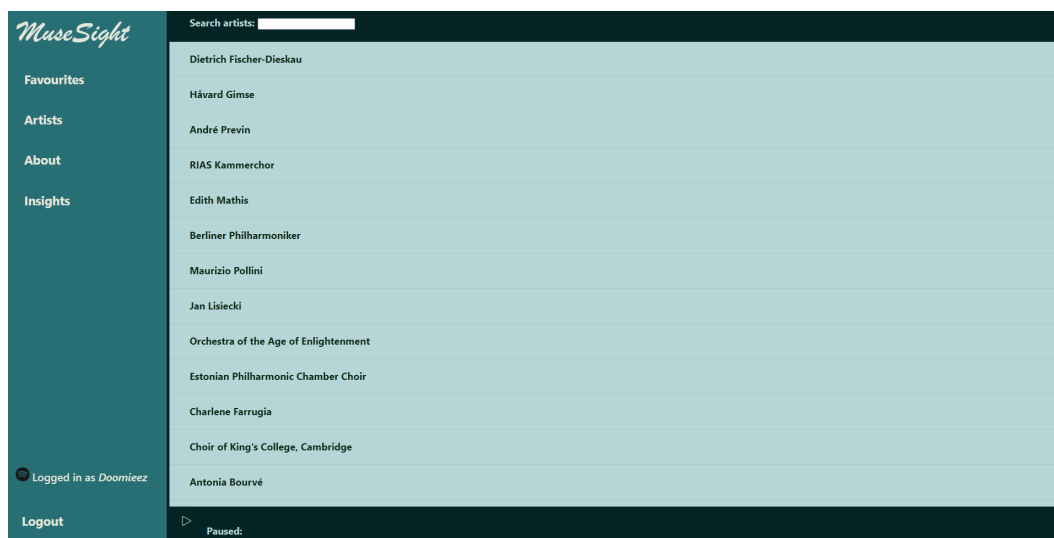 MuseSight
Favourites
Artists
About
Insights
Logged in as Doomieez
Logout
Search artists:
Dietrich Fischer-Dieskau
Håvard Gimse
André Previn
RIAS Kammerchor
Edith Mathis
Berliner Philharmoniker
Maurizio Pollini
Jan Lisiecki
Orchestra of the Age of Enlightenment
Estonian Philharmonic Chamber Choir
Charlene Farrugia
Choir of King's College, Cambridge
Antonia Bourvé
Paused: